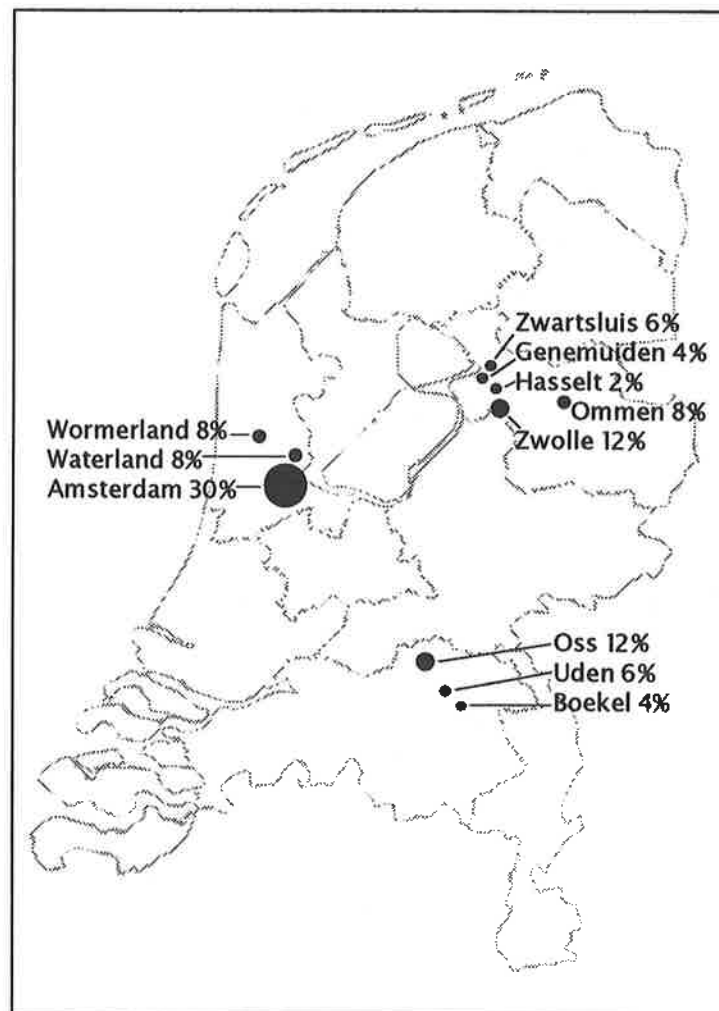 Zwartsluis 6%
Genemuiden 4%
Hasselt 2%
Ommen 8%
Zwolle 12%
Wormerland 8%
Waterland 8%
Amsterdam 30%
Oss 12%
Uden 6%
Boekel 4%